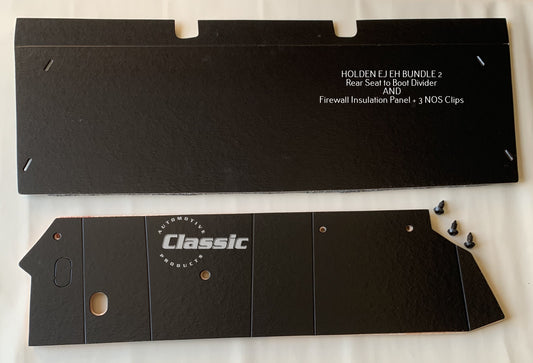 HOLDEN EJ EH BUNDLE 2
Rear Seat to Boot Divider
AND
Firewall Insulation Panel + 3 NOS Clips
AUTOMOTIVE
Classic
PRODUCTS